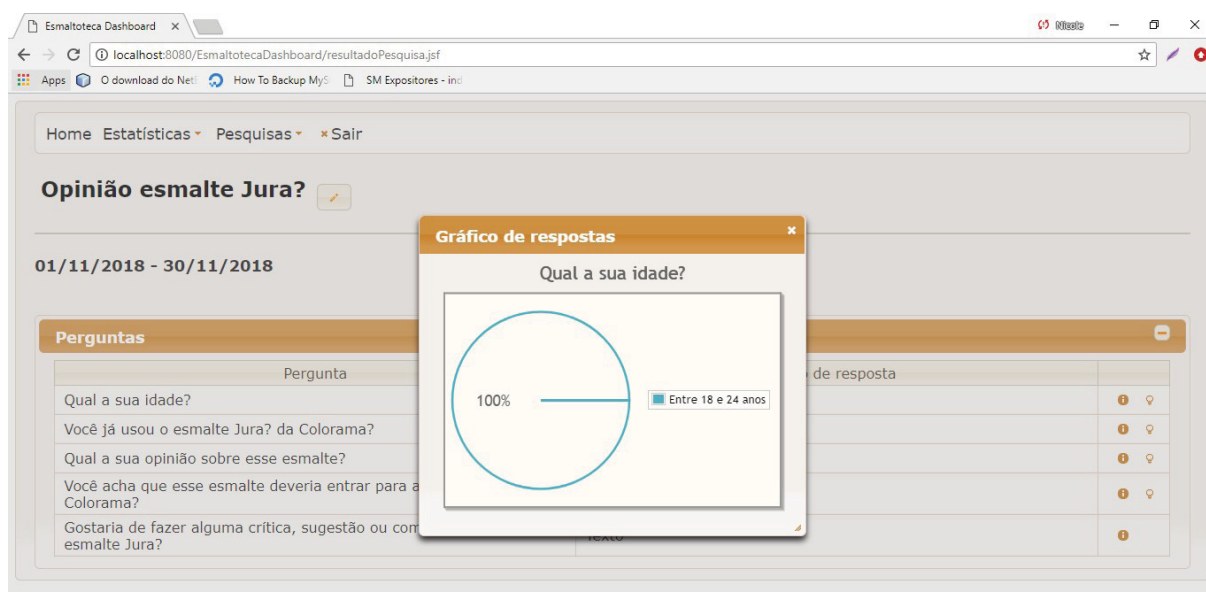 Esmaltoteca Dashboard
Nicole
localhost:8080/EsmaltotecaDashboard/resultadoPesquisa.jsf
Apps O download do Net How To Backup MyS SM Expositores - ind
Home Estatísticas Pesquisas Sair
Opinião esmalte Jura?
01/11/2018 - 30/11/2018
Gráfico de respostas
Qual a sua idade?
100%
Entre 18 e 24 anos
Perguntas
Pergunta de resposta
Qual a sua idade?
Você já usou o esmalte Jura? da Colorama?
Qual a sua opinião sobre esse esmalte?
Você acha que esse esmalte deveria entrar para a
Colorama?
Gostaria de fazer alguma crítica, sugestão ou com
esmalte Jura?
Texto